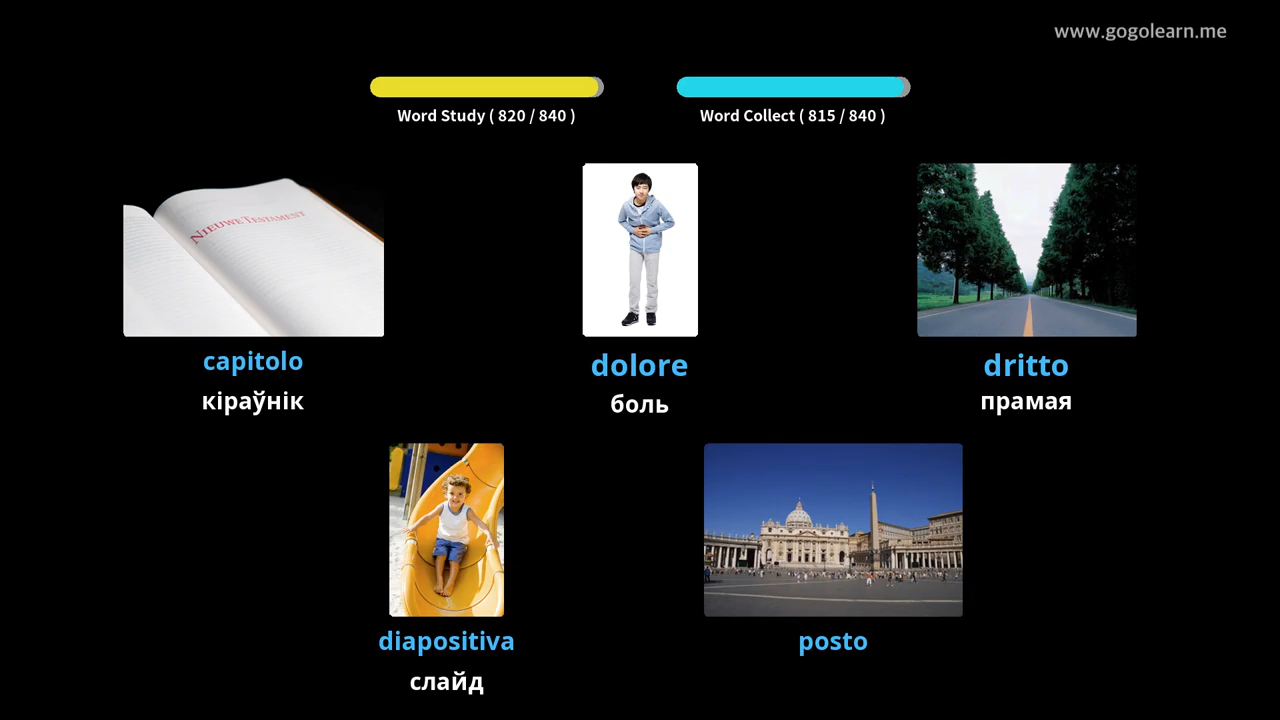 www.gogolearn.me
Word Study ( 820 / 840 )
Word Collect ( 815 / 840 )
NIEUWE TESTAMENT
capitolo
dolore
dritto
кіраўнік
боль
прамая
diapositiva
posto
слайд